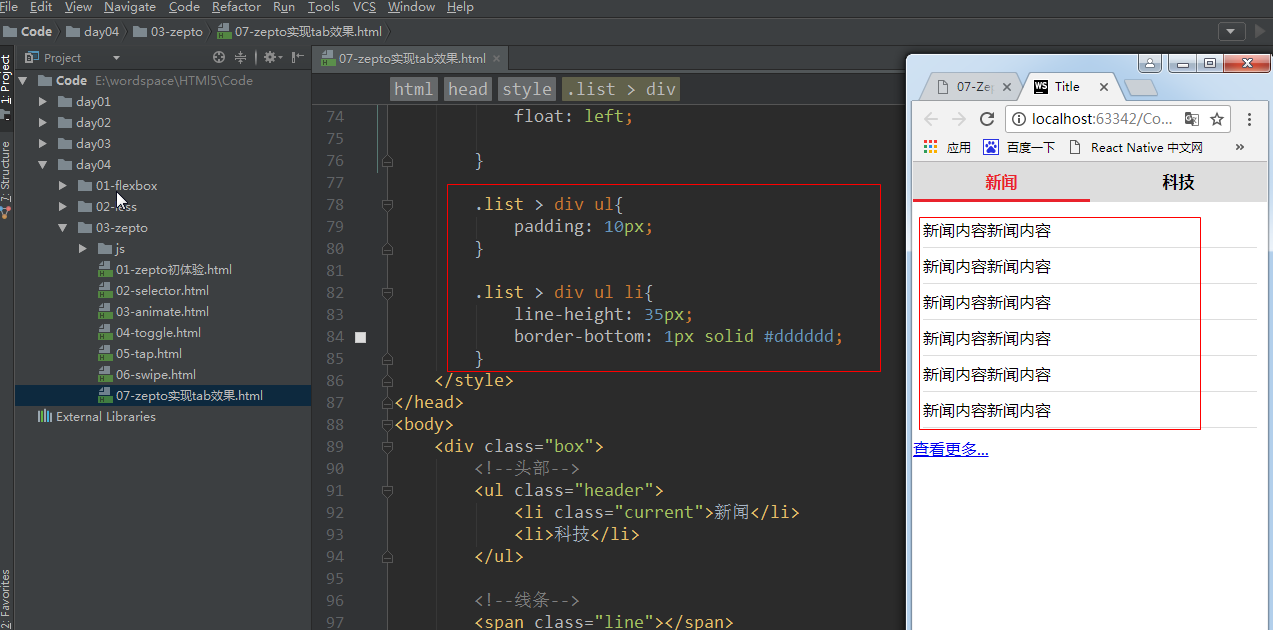 File Edit View Navigate Code Refactor Run Tools VCS Window Help
Code day04 03-zepto 07-zepto实现tab效果.html
1: Project
7: Structure
2: Favorites
Project
Code E:\wordspace\HTMl5\Code
day01
day02
day03
day04
01-flexbox
02-less
03-zepto
js
01-zepto初体验.html
02-selector.html
03-animate.html
04-toggle.html
05-tap.html
06-swipe.html
07-zepto实现tab效果.html
External Libraries
07-zepto实现tab效果.html
html head style .list > div
74 float: left;
75
76 }
77
78 .list > div ul{
79 padding: 10px;
80 }
81
82 .list > div ul li{
83 line-height: 35px;
84 border-bottom: 1px solid #dddddd;
85 }
86 </style>
87 </head>
88 <body>
89 <div class="box">
90 <!--头部-->
91 <ul class="header">
92 <li class="current">新闻</li>
93 <li>科技</li>
94 </ul>
95
96 <!--线条-->
97 <span class="line"></span>
07-Zep WS Title
localhost:63342/Co...
应用 百度一下 React Native 中文网 »
新闻 科技
新闻内容新闻内容
新闻内容新闻内容
新闻内容新闻内容
新闻内容新闻内容
新闻内容新闻内容
新闻内容新闻内容
查看更多...